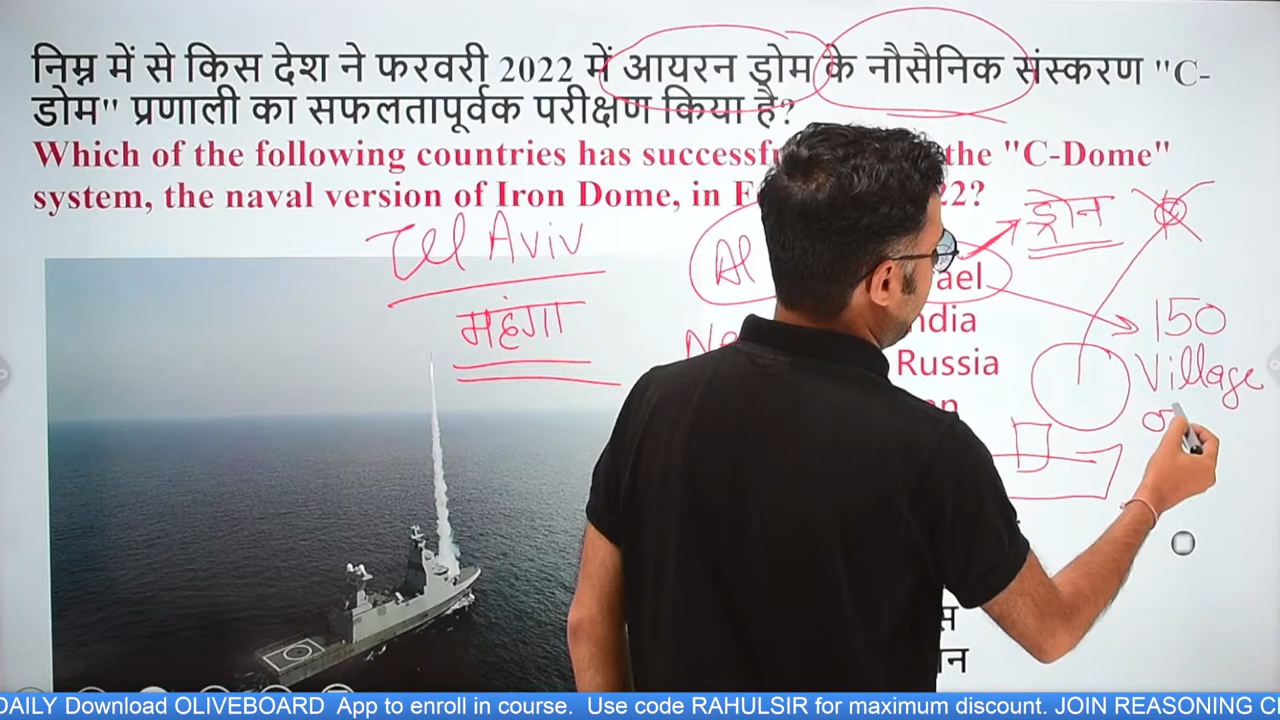 निम्न में से किस देश ने फरवरी 2022 में आयरन डोम के नौसैनिक संस्करण "C-
डोम" प्रणाली का सफलतापूर्वक परीक्षण किया है?
Which of the following countries has successf the "C-Dome"
system, the naval version of Iron Dome, in F 22?
Tel Aviv
महंगा
ड्रोन
ael
ndia
Russia
150
Village
DAILY Download OLIVEBOARD App to enroll in course. Use code RAHULSIR for maximum discount. JOIN REASONING C